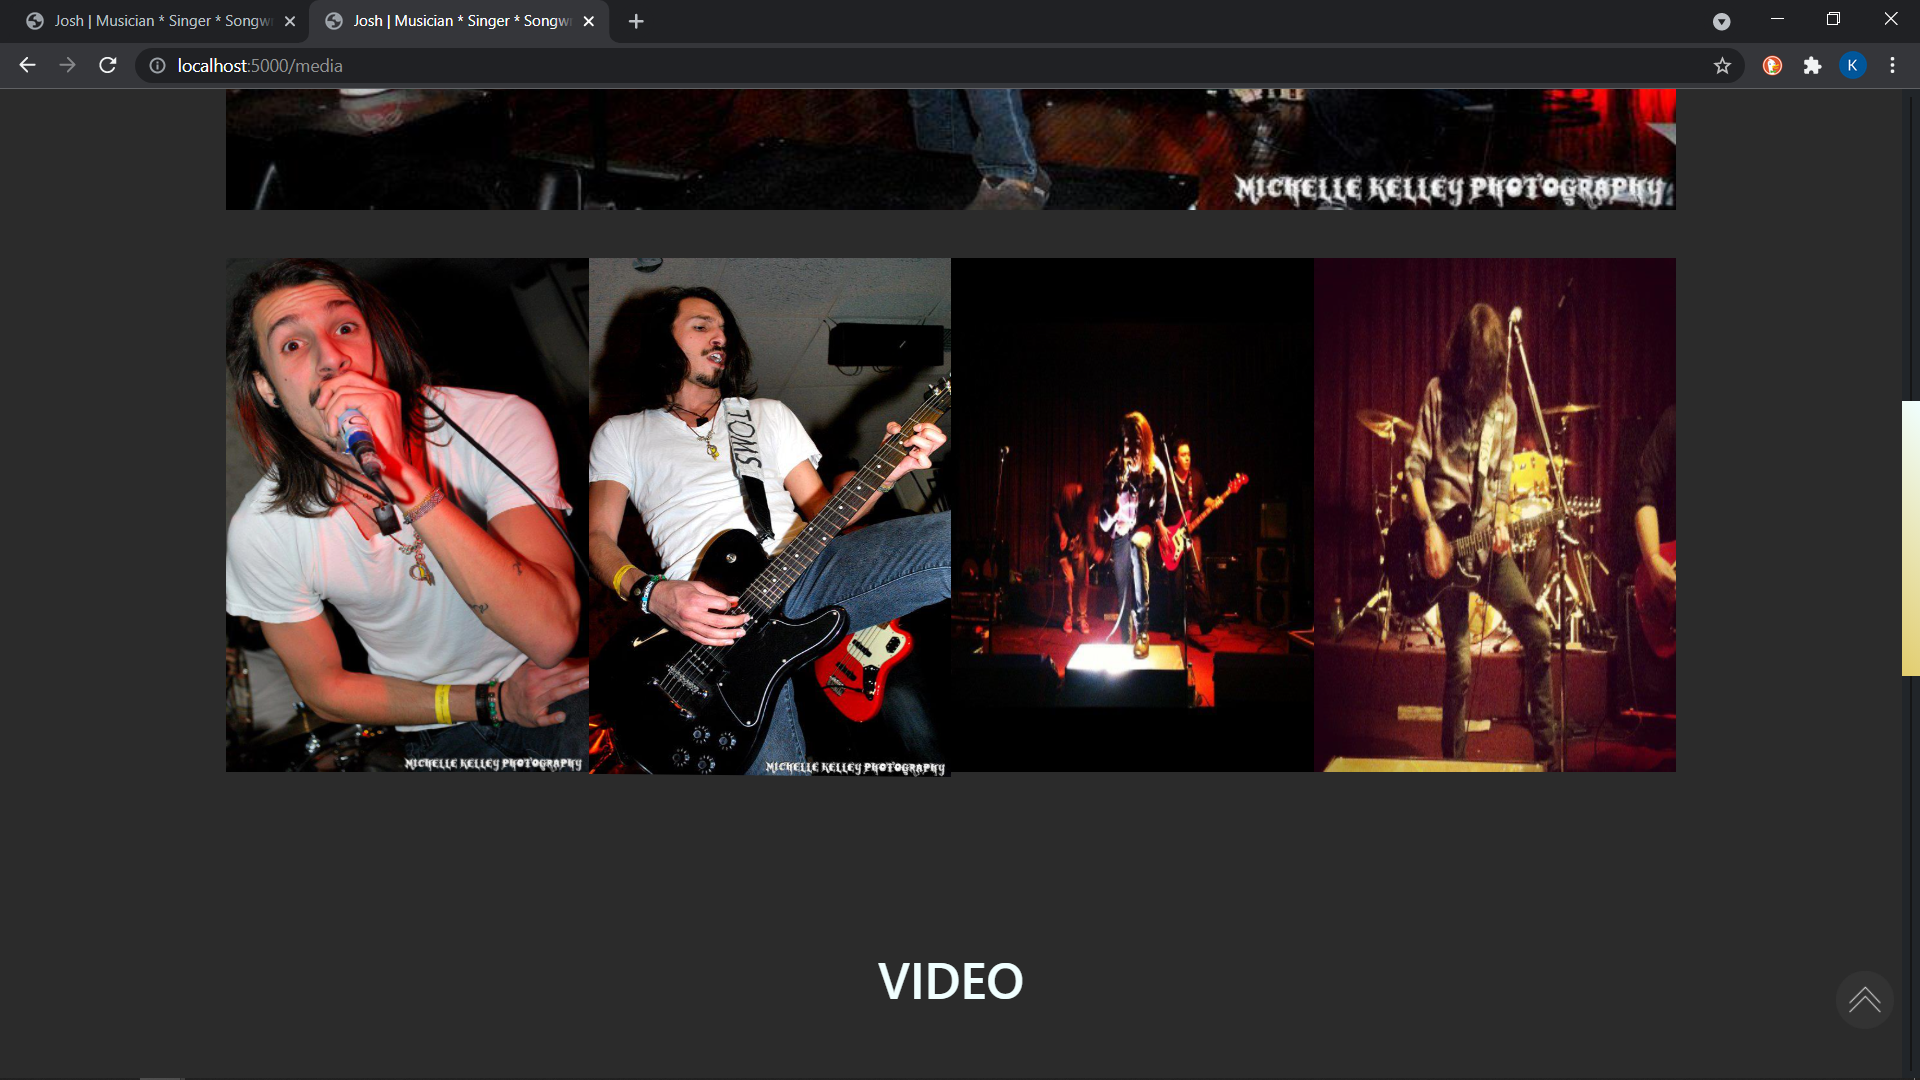 Josh | Musician * Singer * Songw
Josh | Musician * Singer * Songw
localhost:5000/media
K
MICHELLE KELLEY PHOTOGRAPHY
TOMS
MICHELLE KELLEY PHOTOGRAPHY
MICHELLE KELLEY PHOTOGRAPHY
VIDEO